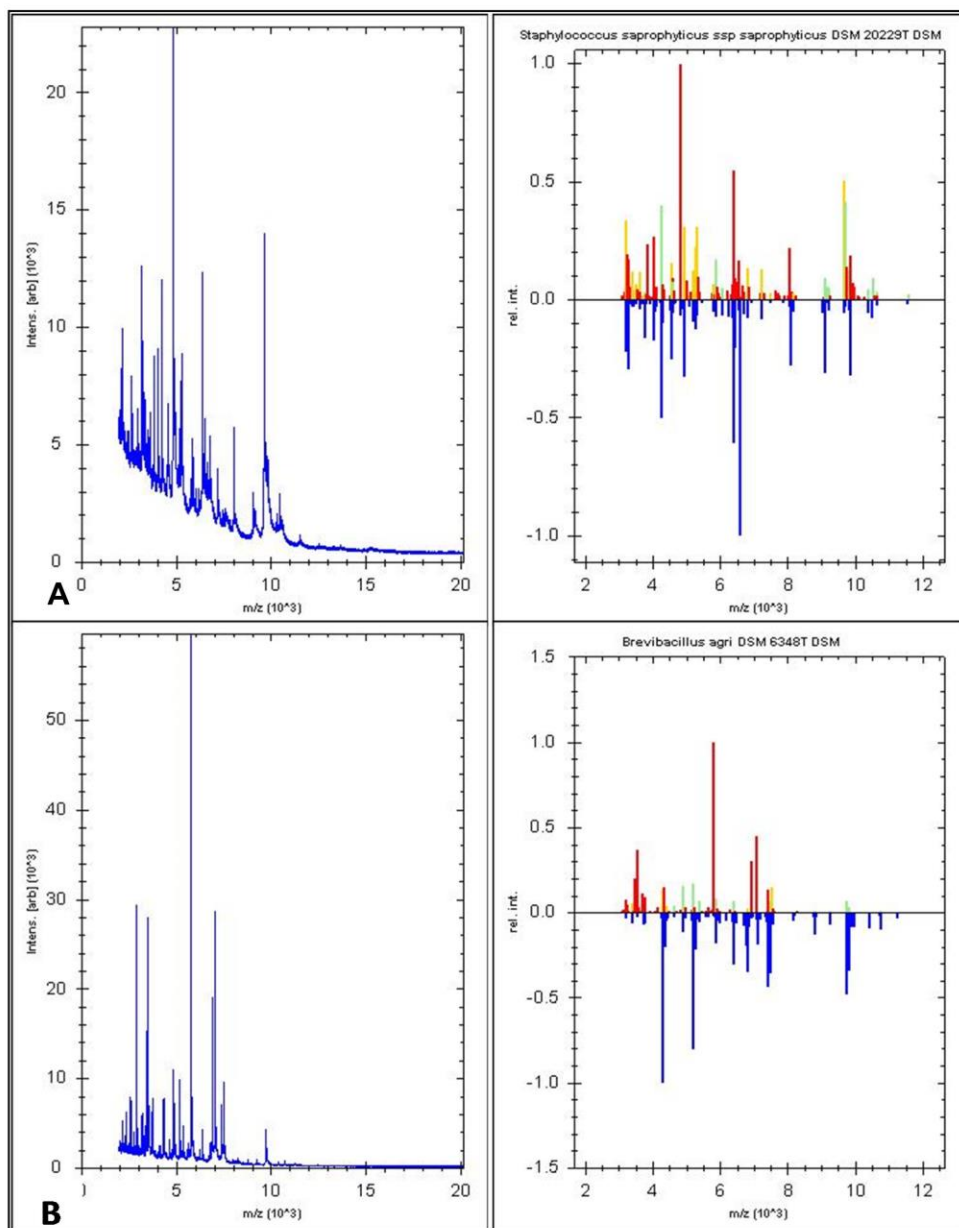 Staphylococcus saprophyticus ssp saprophyticus DSM 20229T DSM
Intens. [arb] (10^3)
20
15
10
5
0
0 5 10 15 20
m/z (10^3)
A
rel. int.
1.0
0.5
0.0
-0.5
-1.0
2 4 6 8 10 12
m/z (10^3)
Brevibacillus agri DSM 6348T DSM
Intens. [arb] (10^3)
50
40
30
20
10
0
) 5 10 15 20
m/z (10^3)
B
rel. int.
1.5
1.0
0.5
0.0
-0.5
-1.0
-1.5
2 4 6 8 10 12
m/z (10^3)